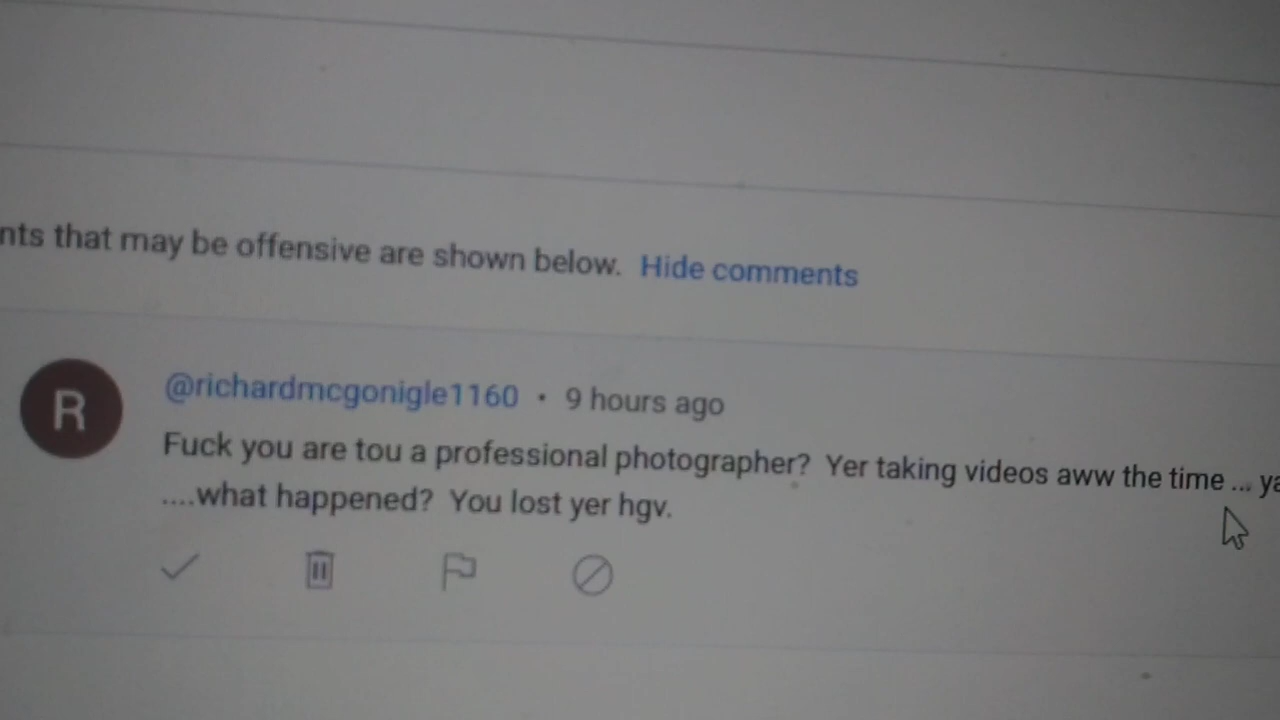 that may be offensive are shown below. Hide comments
R
@richardmcgonigle1160 • 9 hours ago
Fuck you are tou a professional photographer? Yer taking videos aww the time ...
....what happened? You lost yer hgv.